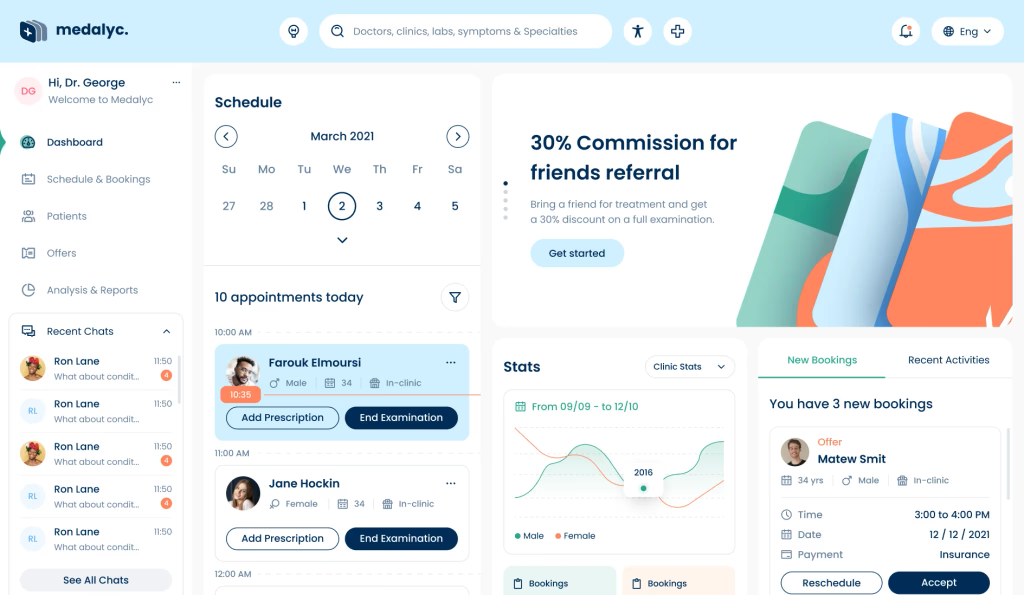 medalyc.
Doctors, clinics, labs, symptoms & Specialties
Eng
DG
Hi, Dr. George
...
Welcome to Medalyc
Dashboard
Schedule & Bookings
Patients
Offers
Analysis & Reports
Recent Chats
Ron Lane
11:50
What about condit...
4
RL
Ron Lane
11:50
What about condit...
Ron Lane
11:50
What about condit...
4
RL
Ron Lane
11:50
What about condit...
4
RL
Ron Lane
11:50
What about condit...
See All Chats
Schedule
March 2021
Su Mo Tu We Th Fr Sa
27 28 1 2 3 4 5
10 appointments today
10:00 AM
Farouk Elmoursi
...
Male 34 In-clinic
10:35
Add Prescription End Examination
11:00 AM
Jane Hockin
...
Female 34 In-clinic
Add Prescription End Examination
12:00 AM
30% Commission for
friends referral
Bring a friend for treatment and get
a 30% discount on a full examination.
Get started
Stats
Clinic Stats
From 09/09 - to 12/10
2016
Male Female
Bookings
Bookings
New Bookings Recent Activities
You have 3 new bookings
Offer
Matew Smit
34 yrs Male In-clinic
Time 3:00 to 4:00 PM
Date 12 / 12 / 2021
Payment Insurance
Reschedule Accept